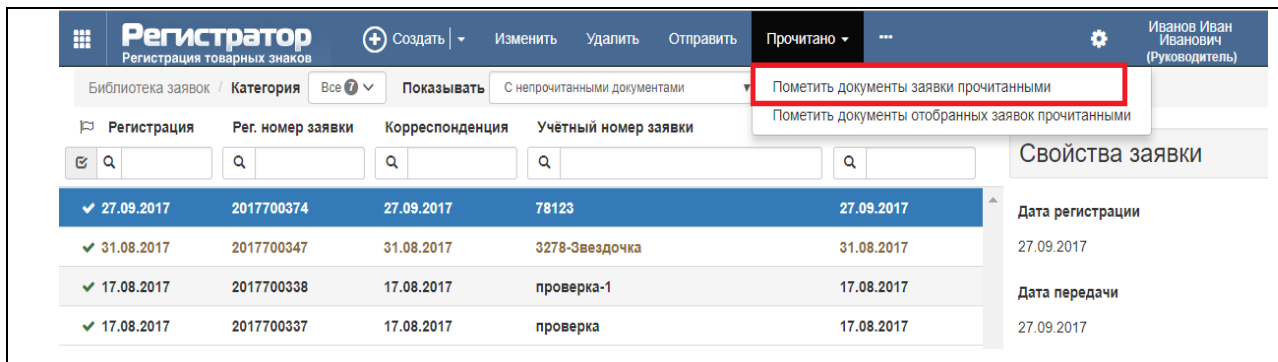 Регистратор
Регистрация товарных знаков
Создать Изменить Удалить Отправить Прочитано ...
Иванов Иван
Иванович
(Руководитель)
Библиотека заявок / Категория Все 7 Показывать С непрочитанными документами
Пометить документы заявки прочитанными
Пометить документы отобранных заявок прочитанными
Регистрация Рег. номер заявки Корреспонденция Учётный номер заявки
Свойства заявки
27.09.2017 2017700374 27.09.2017 78123 27.09.2017
Дата регистрации
31.08.2017 2017700347 31.08.2017 3278-Звездочка 31.08.2017
27.09.2017
17.08.2017 2017700338 17.08.2017 проверка-1 17.08.2017
Дата передачи
17.08.2017 2017700337 17.08.2017 проверка 17.08.2017
27.09.2017